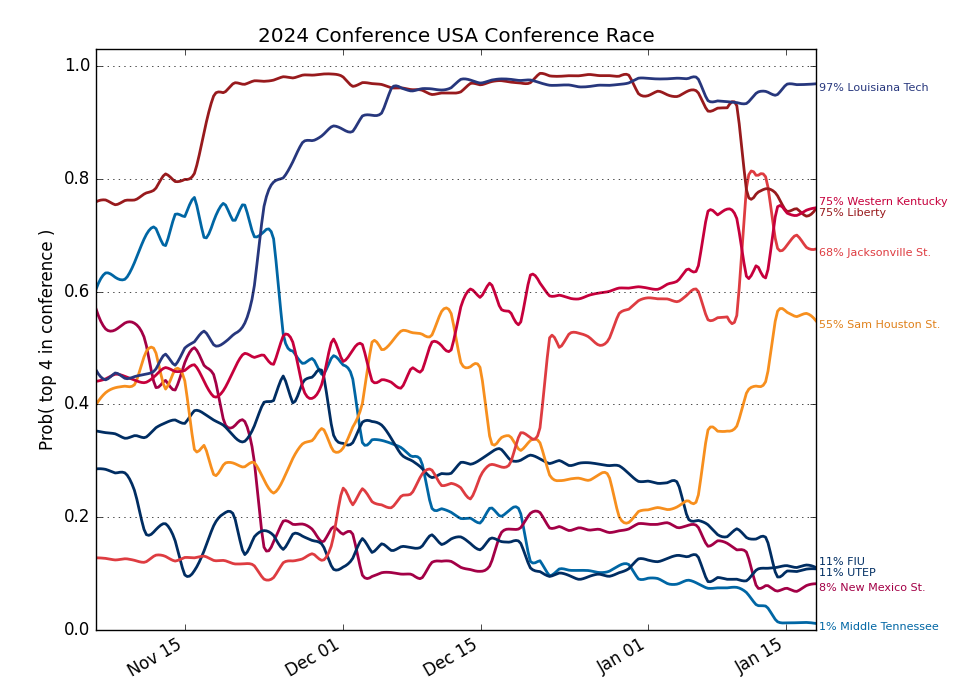 2024 Conference USA Conference Race
Prob( top 4 in conference )
1.0
0.8
0.6
0.4
0.2
0.0
Nov 15
Dec 01
Dec 15
Jan 01
Jan 15
97% Louisiana Tech
75% Western Kentucky
75% Liberty
68% Jacksonville St.
55% Sam Houston St.
11% FIU
11% UTEP
8% New Mexico St.
1% Middle Tennessee